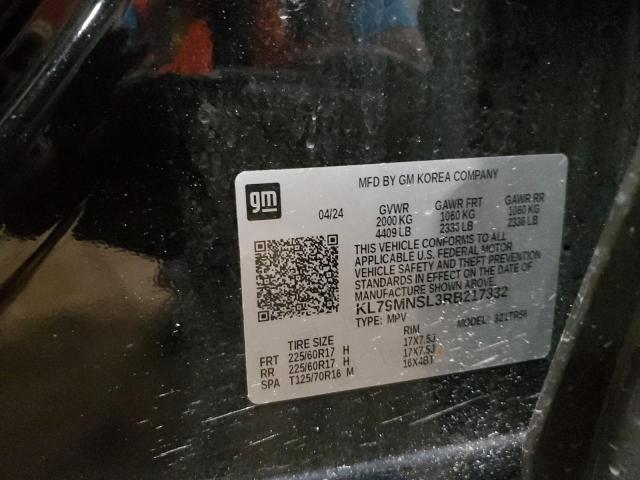 gm
MFD BY GM KOREA COMPANY
04/24 GVWR GAWR FRT GAWR RR
2000 KG 1060 KG 1060 KG
4409 LB 2333 LB 2336 LB
THIS VEHICLE CONFORMS TO ALL
APPLICABLE U.S. FEDERAL MOTOR
VEHICLE SAFETY AND THEFT PREVENTION
STANDARDS IN EFFECT ON THE DATE OF
MANUFACTURE SHOWN ABOVE.
KL79MNSL3RB217332
TYPE: MPV MODEL:
TIRE SIZE RIM
FRT 225/60R17 H 17X7.5J
RR 225/60R17 H 17X7.5J
SPA T125/70R16 M 16X4BT